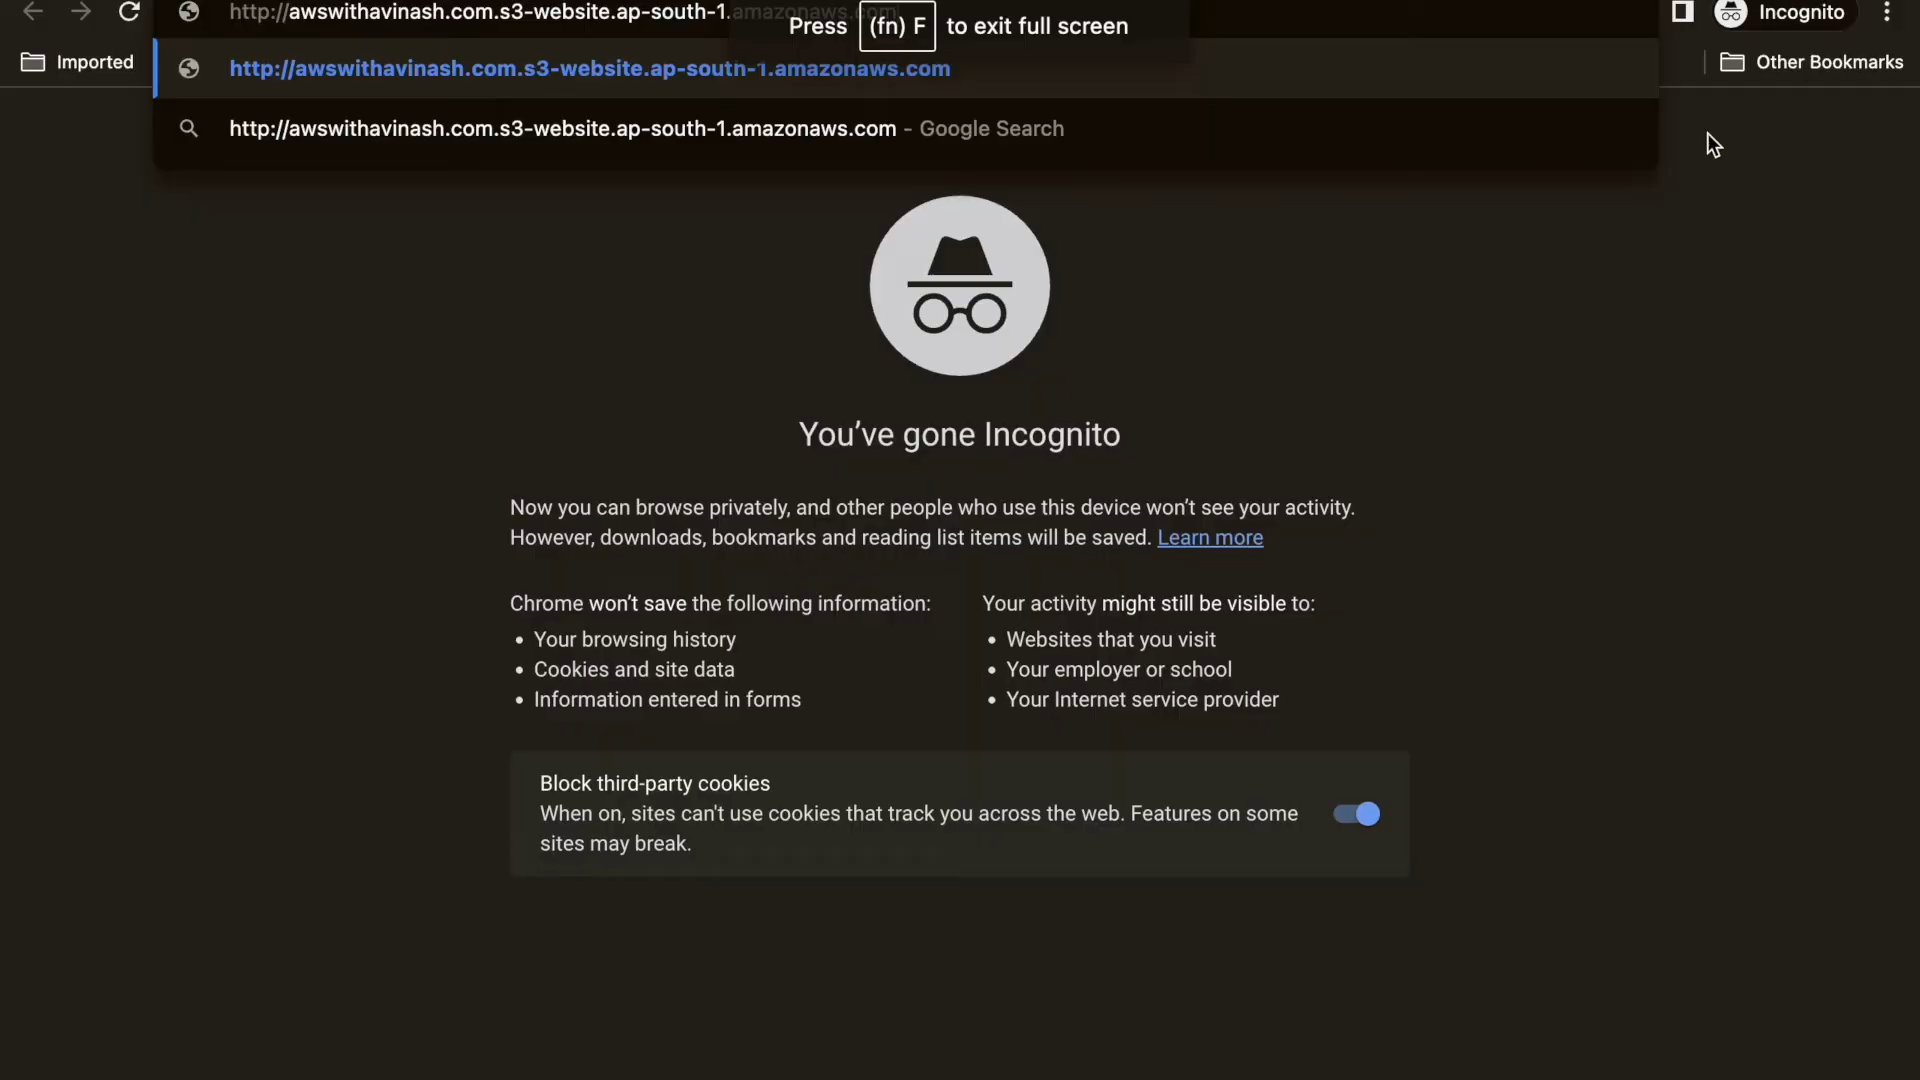 http://awswithavinash.com.s3-website.ap-south-1.amazonaws.com
Press (fn) F to exit full screen
Incognito
Imported
http://awswithavinash.com.s3-website.ap-south-1.amazonaws.com
Other Bookmarks
http://awswithavinash.com.s3-website.ap-south-1.amazonaws.com - Google Search
You've gone Incognito
Now you can browse privately, and other people who use this device won't see your activity.
However, downloads, bookmarks and reading list items will be saved. Learn more
Chrome won't save the following information:
• Your browsing history
• Cookies and site data
• Information entered in forms
Your activity might still be visible to:
• Websites that you visit
• Your employer or school
• Your Internet service provider
Block third-party cookies
When on, sites can't use cookies that track you across the web. Features on some
sites may break.